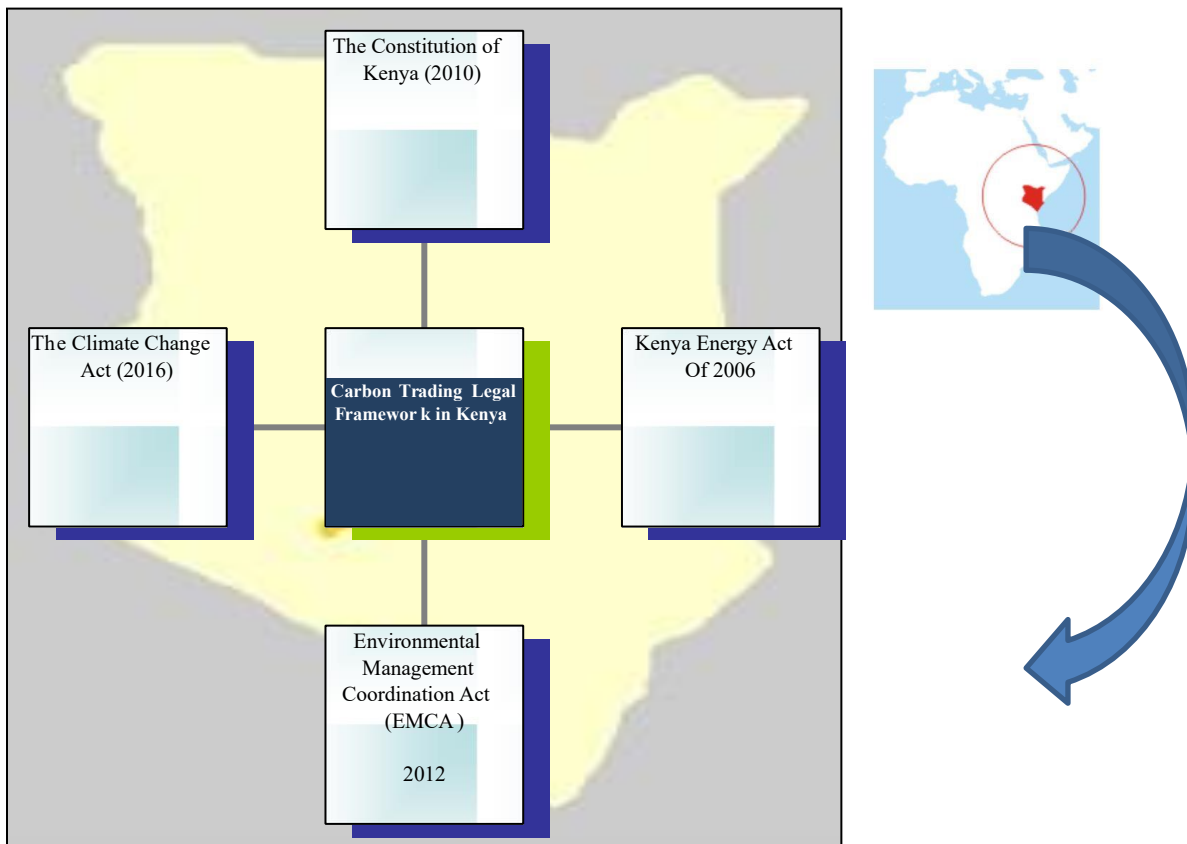 The Constitution of
Kenya (2010)
The Climate Change
Act (2016)
Carbon Trading Legal
Framewor k in Kenya
Kenya Energy Act
Of 2006
Environmental
Management
Coordination Act
(EMCA )
2012